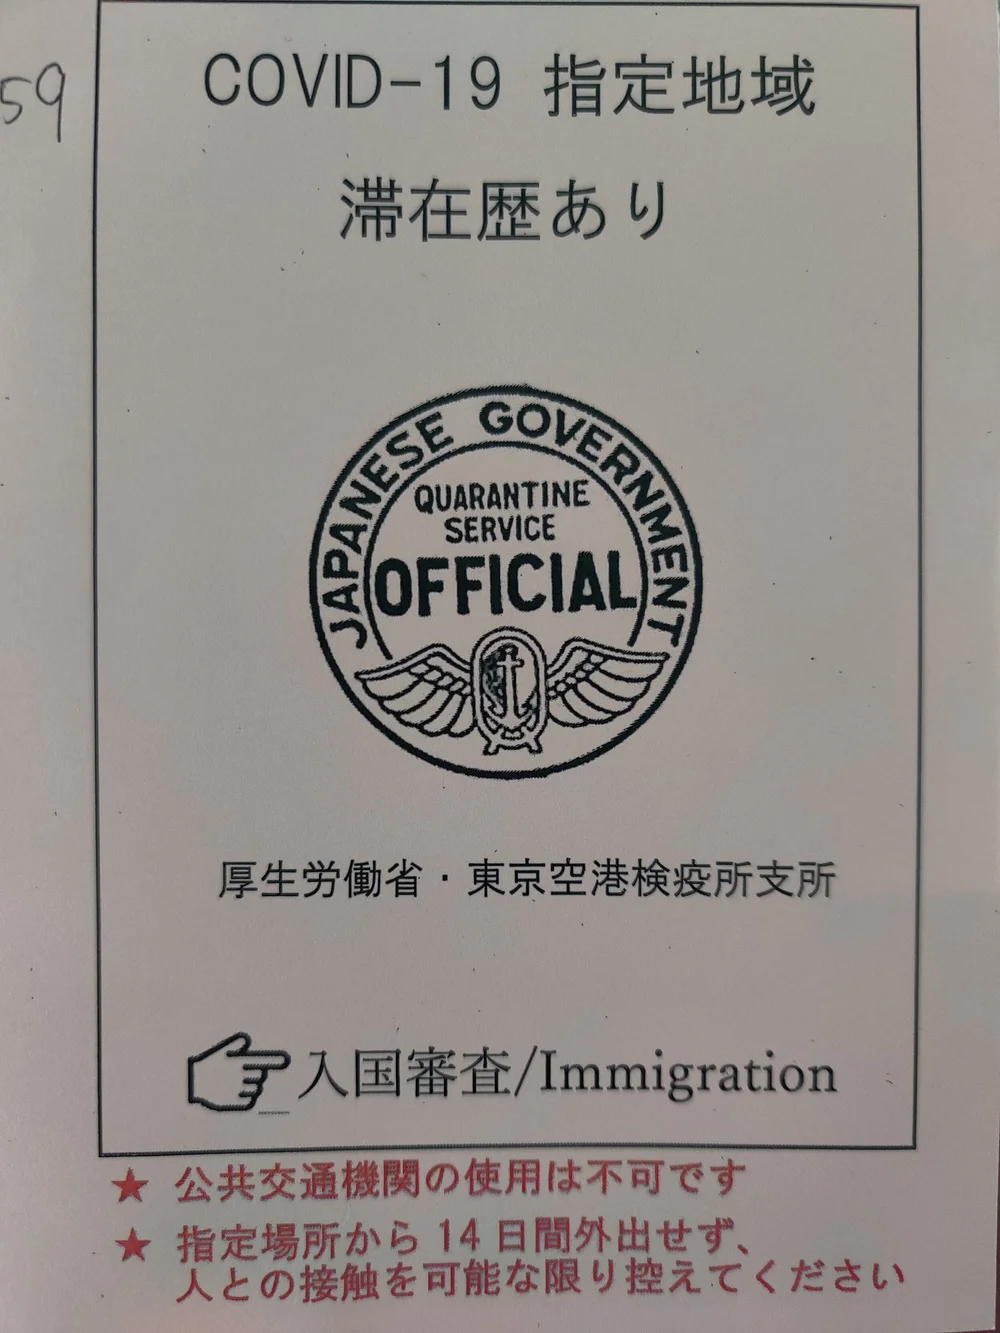 59
COVID-19 指定地域
滞在歴あり
JAPANESE GOVERNMENT
QUARANTINE
SERVICE
OFFICIAL
厚生労働省・東京空港検疫所支所
入国審査/Immigration
★ 公共交通機関の使用は不可です
★ 指定場所から 14 日間外出せず、
人との接触を可能な限り控えてください